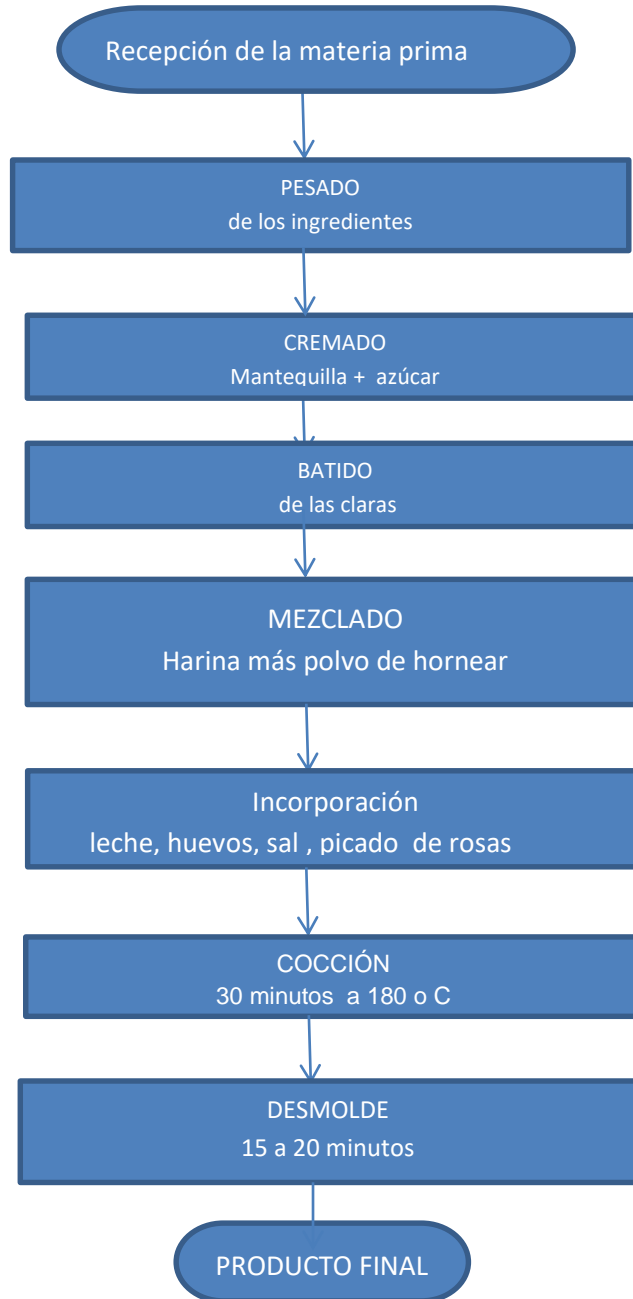 Recepción de la materia prima
PESADO
de los ingredientes
CREMADO
Mantequilla + azúcar
BATIDO
de las claras
MEZCLADO
Harina más polvo de hornear
Incorporación
leche, huevos, sal , picado de rosas
COCCIÓN
30 minutos a 180 o C
DESMOLDE
15 a 20 minutos
PRODUCTO FINAL